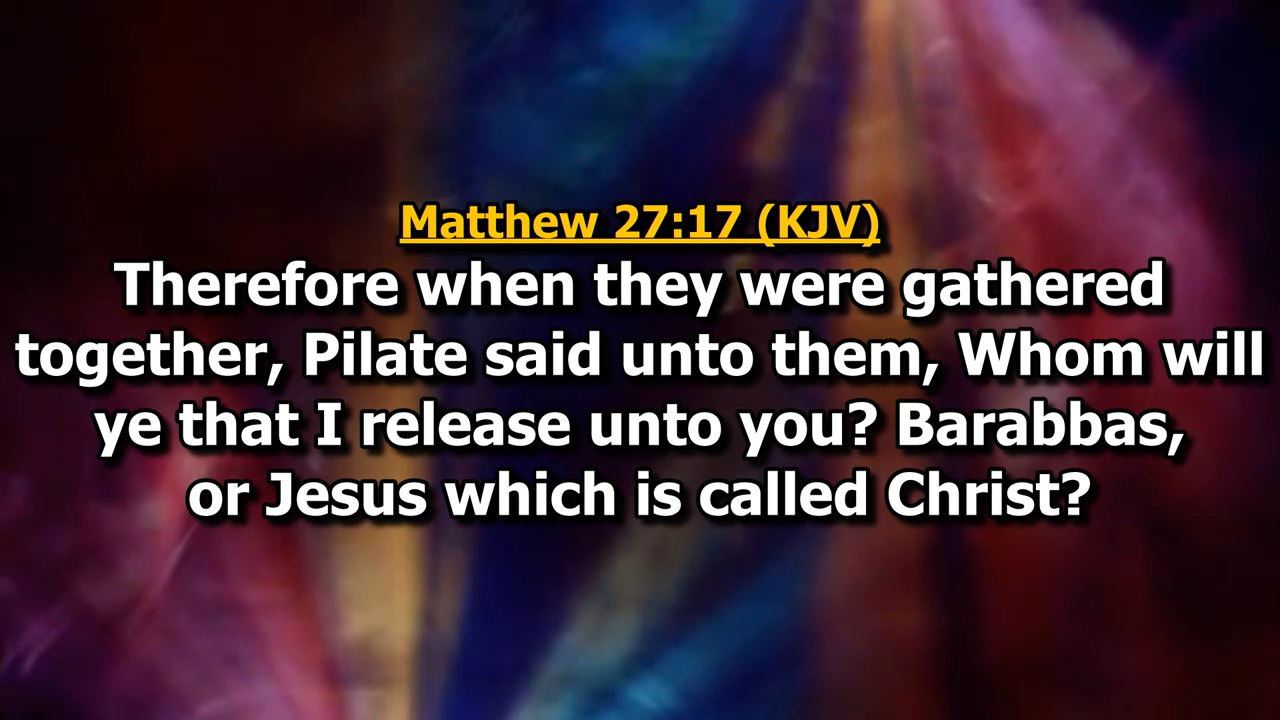 Matthew 27:17 (KJV)
Therefore when they were gathered
together, Pilate said unto them, Whom will
ye that I release unto you? Barabbas,
or Jesus which is called Christ?